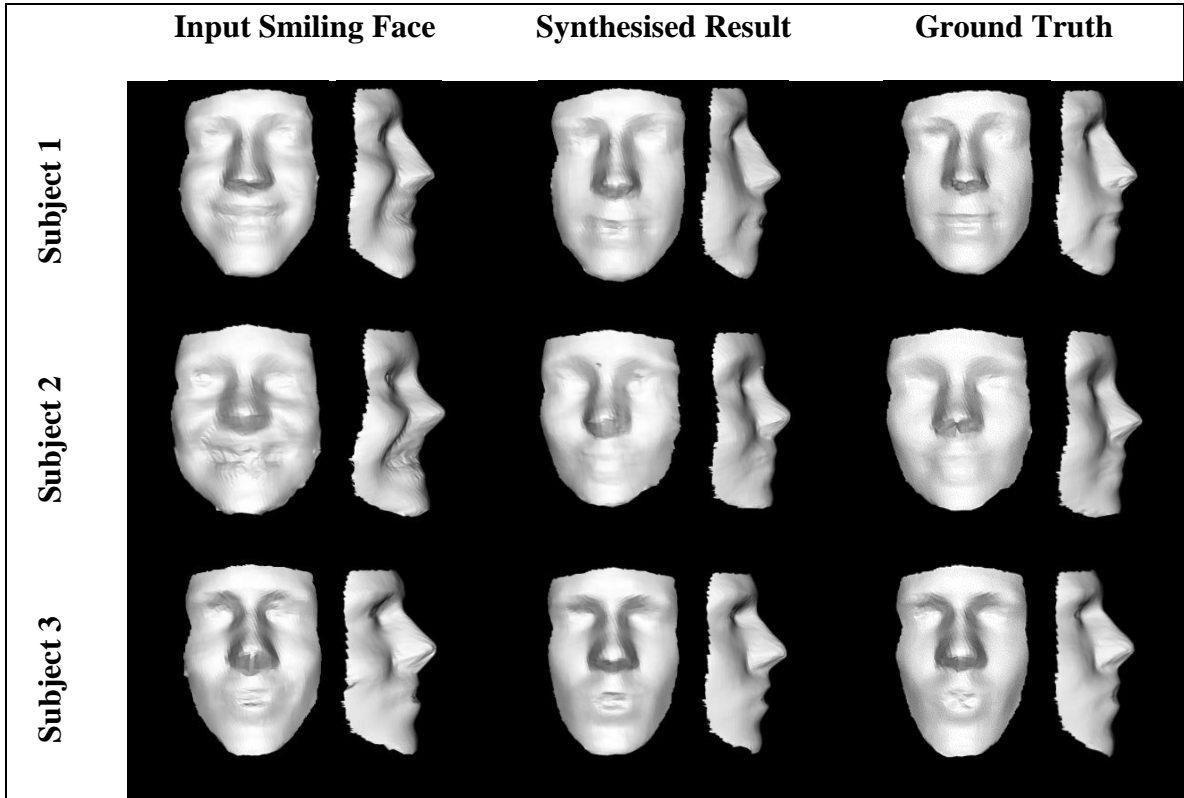 Input Smiling Face
Synthesised Result
Ground Truth
Subject 1
Subject 2
Subject 3